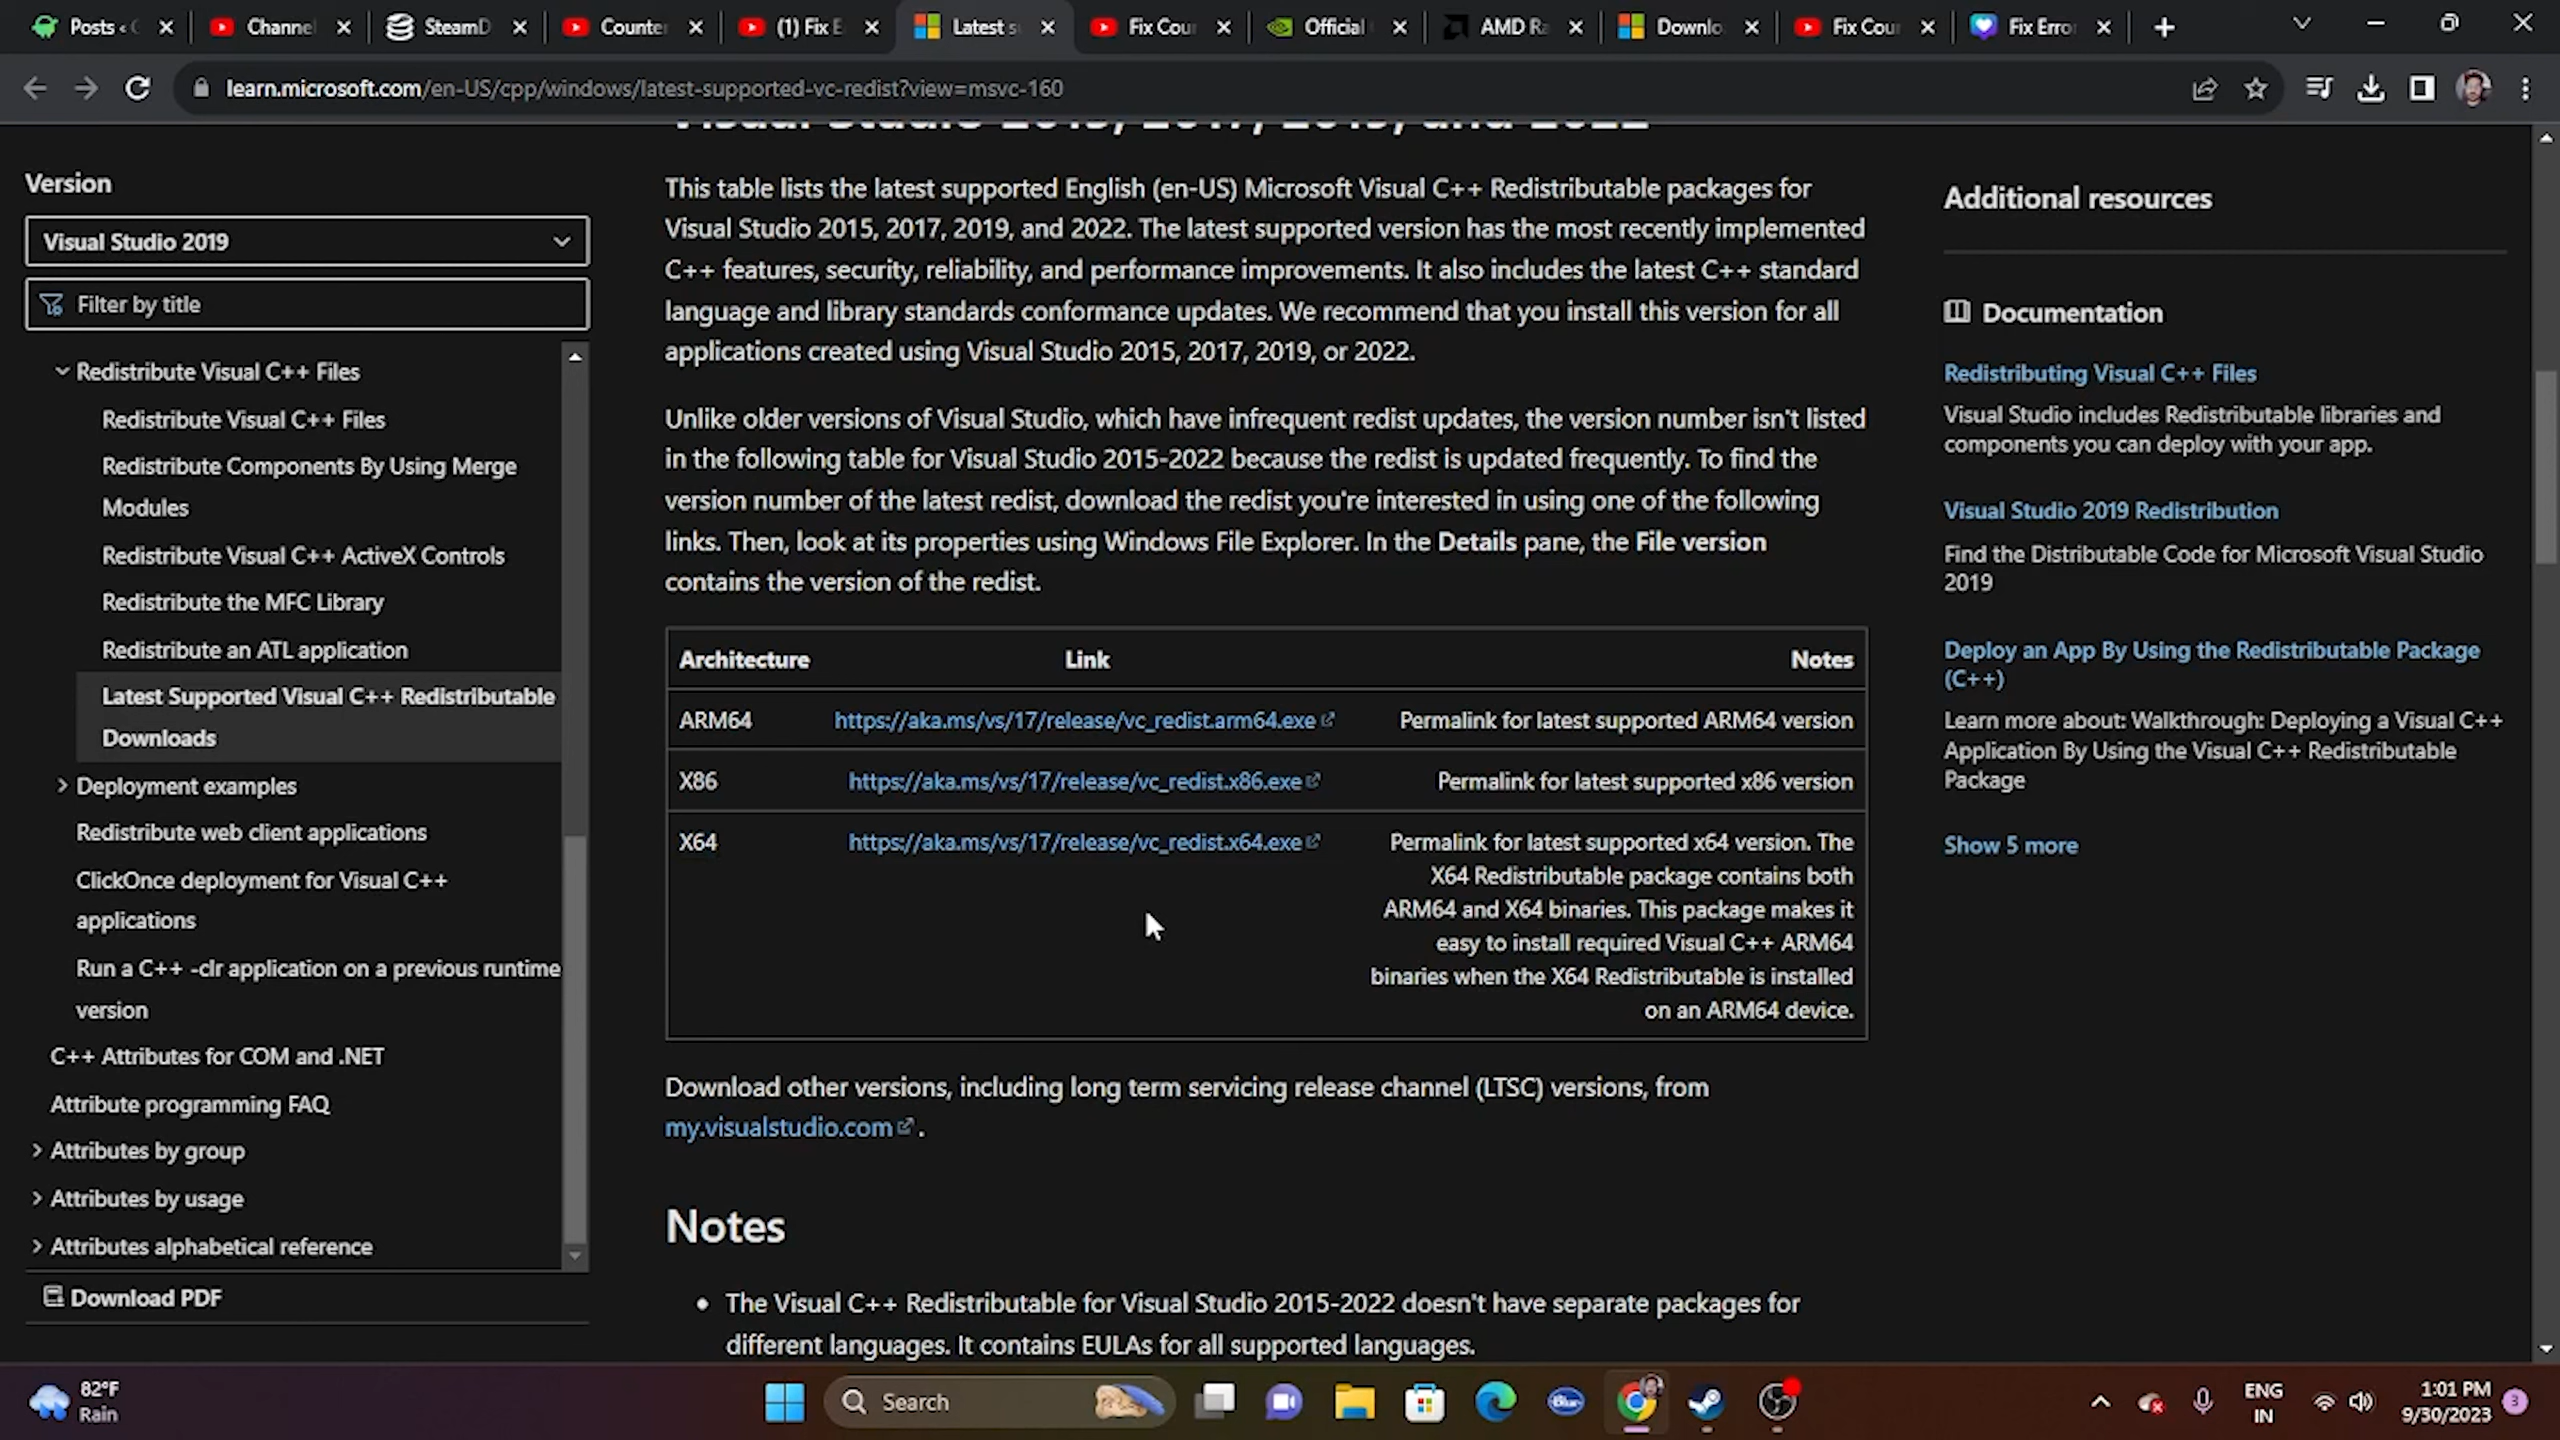 Posts ‹
Channel
SteamD
Counte
(1) Fix E
Latest s
Fix Cou
Official
AMD Ra
Downlo
Fix Cou
Fix Erro
learn.microsoft.com/en-US/cpp/windows/latest-supported-vc-redist?view=msvc-160
Version
Visual Studio 2019
Filter by title
Redistribute Visual C++ Files
Redistribute Visual C++ Files
Redistribute Components By Using Merge
Modules
Redistribute Visual C++ ActiveX Controls
Redistribute the MFC Library
Redistribute an ATL application
Latest Supported Visual C++ Redistributable
Downloads
Deployment examples
Redistribute web client applications
ClickOnce deployment for Visual C++
applications
Run a C++ -clr application on a previous runtime
version
C++ Attributes for COM and .NET
Attribute programming FAQ
Attributes by group
Attributes by usage
Attributes alphabetical reference
Download PDF
Visual Studio 2015, 2017, 2019, and 2022
This table lists the latest supported English (en-US) Microsoft Visual C++ Redistributable packages for
Visual Studio 2015, 2017, 2019, and 2022. The latest supported version has the most recently implemented
C++ features, security, reliability, and performance improvements. It also includes the latest C++ standard
language and library standards conformance updates. We recommend that you install this version for all
applications created using Visual Studio 2015, 2017, 2019, or 2022.
Unlike older versions of Visual Studio, which have infrequent redist updates, the version number isn't listed
in the following table for Visual Studio 2015-2022 because the redist is updated frequently. To find the
version number of the latest redist, download the redist you're interested in using one of the following
links. Then, look at its properties using Windows File Explorer. In the Details pane, the File version
contains the version of the redist.
Architecture Link Notes
ARM64 https://aka.ms/vs/17/release/vc_redist.arm64.exe Permalink for latest supported ARM64 version
X86 https://aka.ms/vs/17/release/vc_redist.x86.exe Permalink for latest supported x86 version
X64 https://aka.ms/vs/17/release/vc_redist.x64.exe Permalink for latest supported x64 version. The
X64 Redistributable package contains both
ARM64 and X64 binaries. This package makes it
easy to install required Visual C++ ARM64
binaries when the X64 Redistributable is installed
on an ARM64 device.
Download other versions, including long term servicing release channel (LTSC) versions, from
my.visualstudio.com .
Notes
• The Visual C++ Redistributable for Visual Studio 2015-2022 doesn't have separate packages for
different languages. It contains EULAs for all supported languages.
Additional resources
Documentation
Redistributing Visual C++ Files
Visual Studio includes Redistributable libraries and
components you can deploy with your app.
Visual Studio 2019 Redistribution
Find the Distributable Code for Microsoft Visual Studio
2019
Deploy an App By Using the Redistributable Package
(C++)
Learn more about: Walkthrough: Deploying a Visual C++
Application By Using the Visual C++ Redistributable
Package
Show 5 more
82°F
Rain
Search
Blue
ENG
IN
1:01 PM
9/30/2023
3